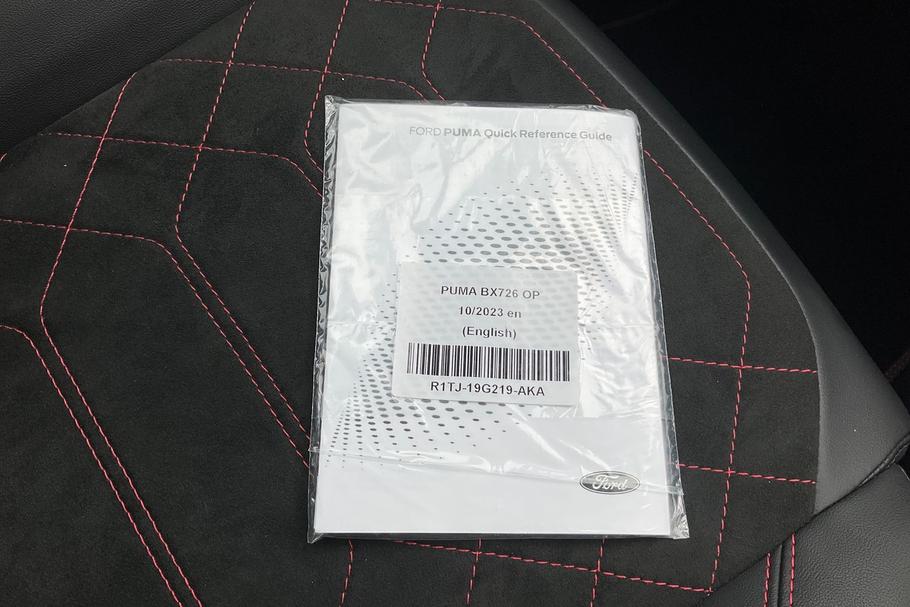 FORD PUMA Quick Reference Guide
PUMA BX726 OP
10/2023 en
(English)
R1TJ-19G219-AKA
Ford